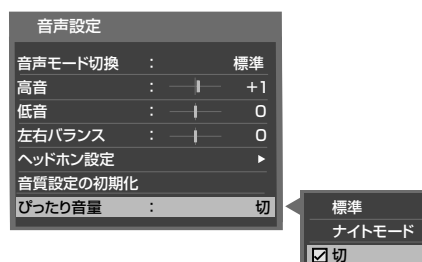 音声設定
音声モード切換 : 標準
高音 : +1
低音 : 0
左右バランス : 0
ヘッドホン設定
音質設定の初期化
ぴったり音量 : 切
標準
ナイトモード
切